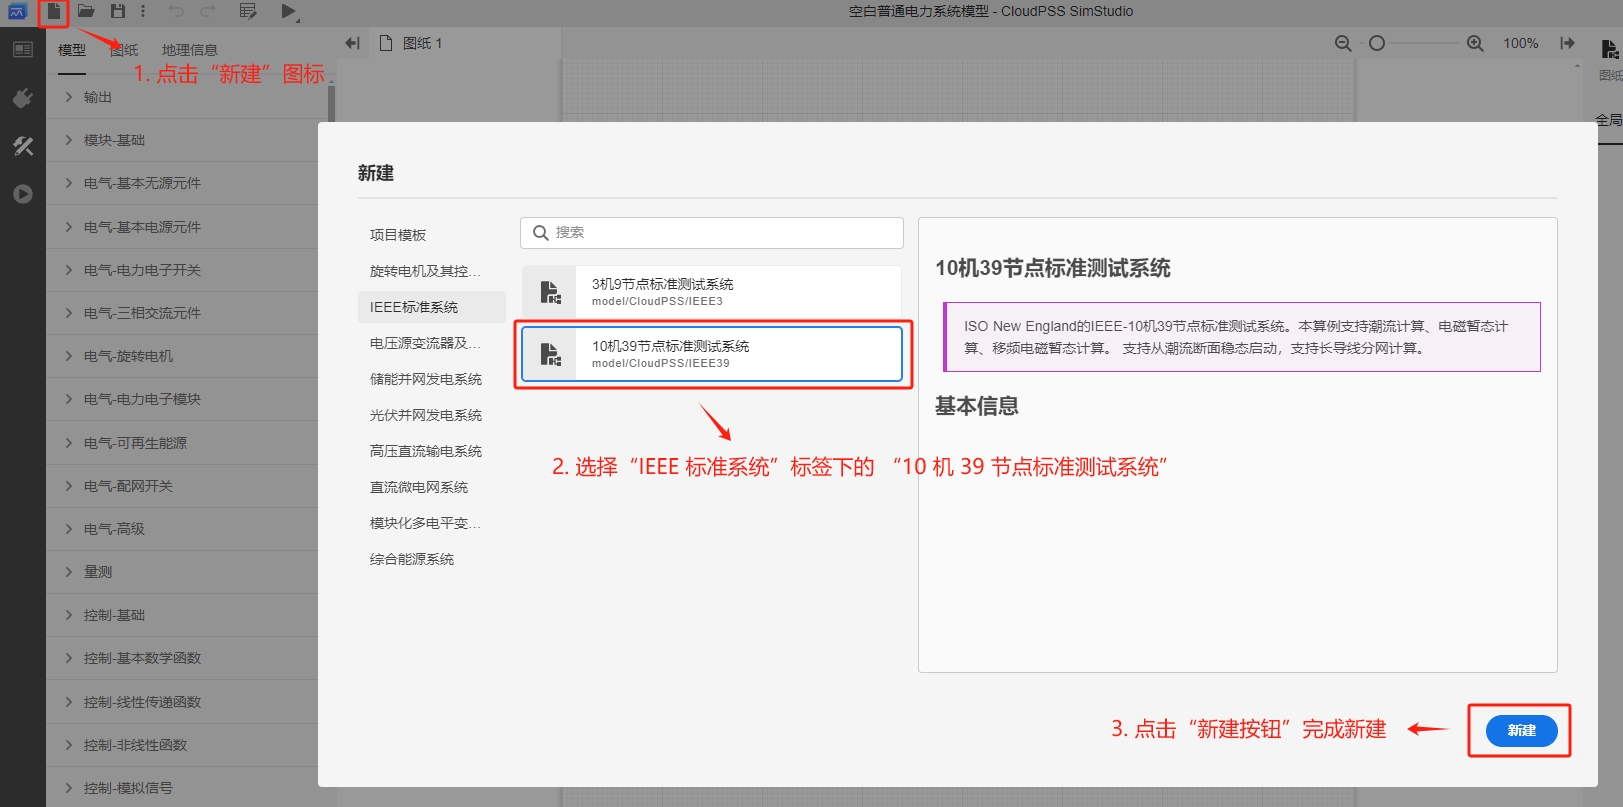 空白普通电力系统模型 - CloudPSS SimStudio
模型
图纸
地理信息
图纸 1
100%
图纸
全局
1. 点击“新建”图标
输出
模块-基础
电气-基本无源元件
电气-基本电源元件
电气-电力电子开关
电气-三相交流元件
电气-旋转电机
电气-电力电子模块
电气-可再生能源
电气-配网开关
电气-高级
量测
控制-基础
控制-基本数学函数
控制-线性传递函数
控制-非线性函数
控制-模拟信号
新建
项目模板
旋转电机及其控...
IEEE标准系统
电压源变流器及...
储能并网发电系统
光伏并网发电系统
高压直流输电系统
直流微电网系统
模块化多电平变...
综合能源系统
搜索
3机9节点标准测试系统
model/CloudPSS/IEEE3
10机39节点标准测试系统
model/CloudPSS/IEEE39
2. 选择“IEEE 标准系统”标签下的 “10 机 39 节点标准测试系统”
10机39节点标准测试系统
ISO New England的IEEE-10机39节点标准测试系统。本算例支持潮流计算、电磁暂态计
算、移频电磁暂态计算。 支持从潮流断面稳态启动，支持长导线分网计算。
基本信息
3. 点击“新建按钮”完成新建
新建